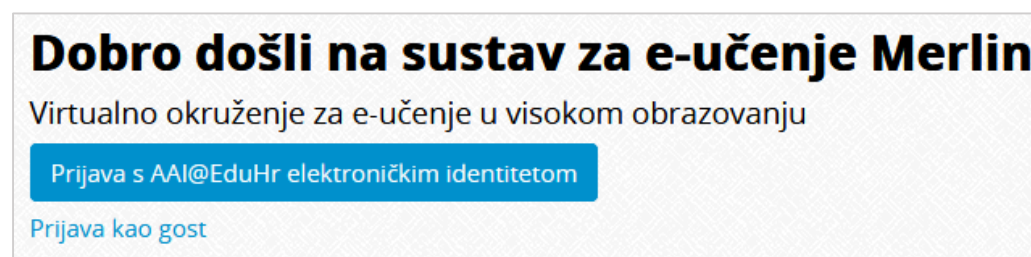 Dobro došli na sustav za e-učenje Merlin
Virtualno okruženje za e-učenje u visokom obrazovanju
Prijava s AAI@EduHr elektroničkim identitetom
Prijava kao gost